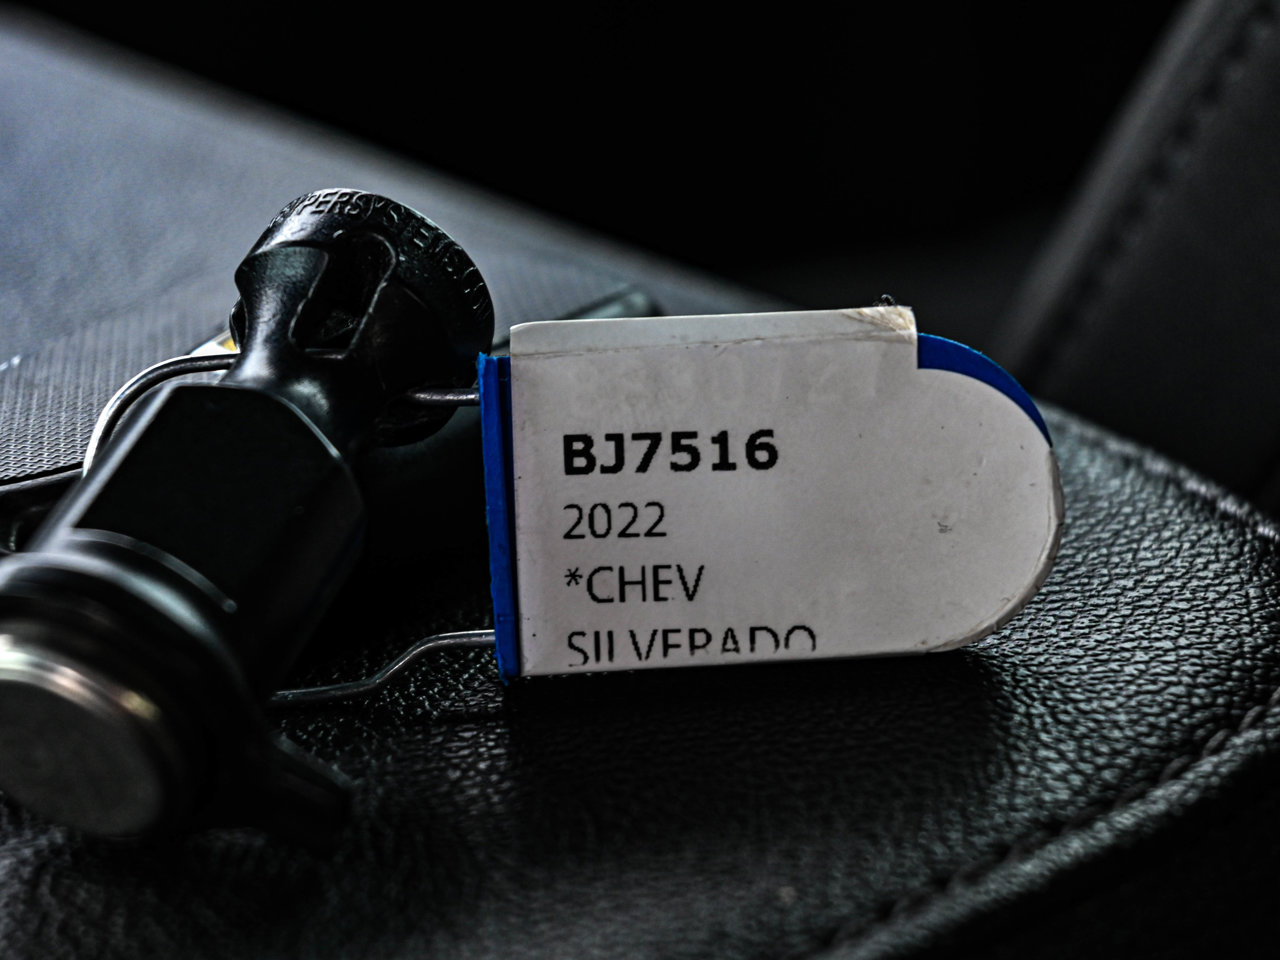 BJ7516
2022
*CHEV
SILVERADO